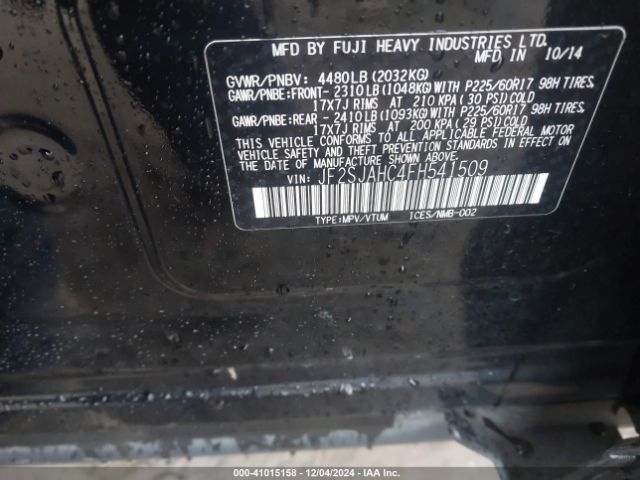 MFD BY FUJI HEAVY INDUSTRIES LTD.
MFD. IN 10/14
GVWR/PNBV: 4480LB(2032KG)
GAWR/PNBE:FRONT- 2310LB(1048KG)WITH P225/60R17 98H TIRES,
17X7J RIMS AT 210 KPA(30 PSI)COLD
GAWR/PNBE:REAR - 2410LB(1093KG)WITH P225/60R17 98H TIRES,
17X7J RIMS AT 200 KPA(29 PSI)COLD
THIS VEHICLE CONFORMS TO ALL APPLICABLE FEDERAL MOTOR
VEHICLE SAFETY AND THEFT PREVENTION STANDARDS IN EFFECT ON
THE DATE OF MANUFACTURE SHOWN ABOVE.
VIN: JF2SJAHC4FH541509
TYPE:MPV/VTUM ICES/NMB-002
000-41015158 - 12/04/2024 - IAA Inc.